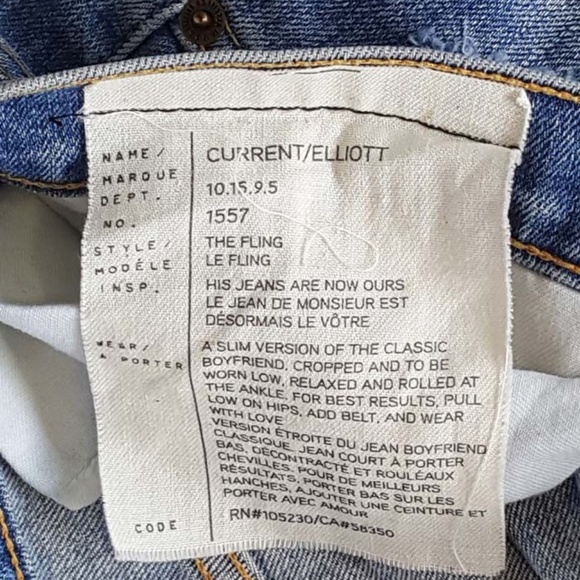 NAME/ CURRENT/ELLIOTT
MARQUE
DEPT. 10.15.9.5
NO. 1557
STYLE/ THE FLING
MODÈLE LE FLING
INSP. HIS JEANS ARE NOW OURS
LE JEAN DE MONSIEUR EST
DÉSORMAIS LE VÔTRE
WEAR/ A SLIM VERSION OF THE CLASSIC
A PORTER BOYFRIEND, CROPPED AND TO BE
WORN LOW, RELAXED AND ROLLED AT
THE ANKLE, FOR BEST RESULTS, PULL
LOW ON HIPS, ADD BELT, AND WEAR
WITH LOVE
VERSION ÉTROITE DU JEAN BOYFRIEND
CLASSIQUE, JEAN COURT À PORTER
BAS, DÉCONTRACTÉ ET ROULÉAUX
CHEVILLES. POUR DE MEILLEURS
RÉSULTATS, PORTER BAS SUR LES
HANCHES, AJOUTER UNE CEINTURE ET
PORTER AVEC AMOUR
CODE RN#105230/CA#58350